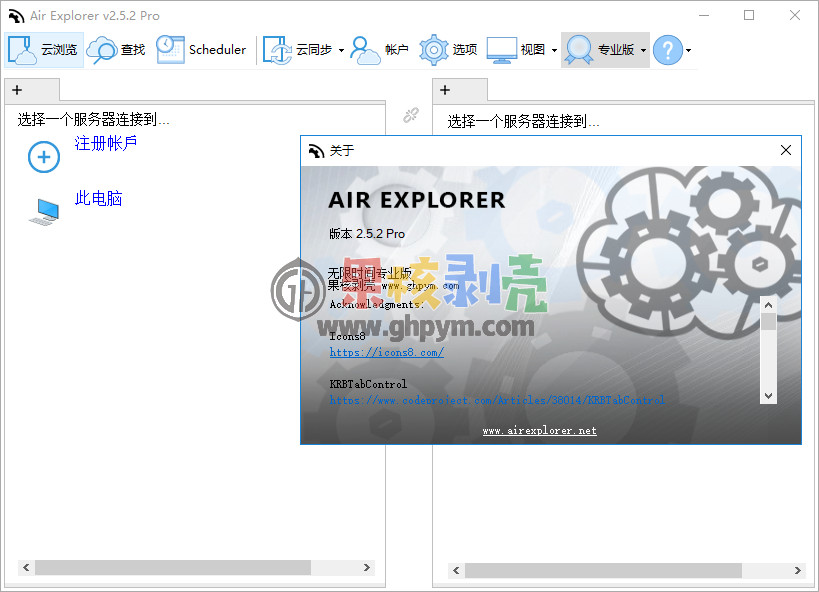 Air Explorer v2.5.2 Pro
云浏览 查找 Scheduler 云同步 帐户 选项 视图 专业版 ?
+ +
选择一个服务器连接到... 选择一个服务器连接到...
注册帐户
此电脑
关于
AIR EXPLORER
版本 2.5.2 Pro
无限时间专业版
果核剥壳 www.ghpym.com
果核剥壳
www.ghpym.com
Acknowladgments:
Icons8
https://icons8.com/
KRBTabControl
https://www.codeproject.com/Articles/38014/KRBTabControl
www.airexplorer.net